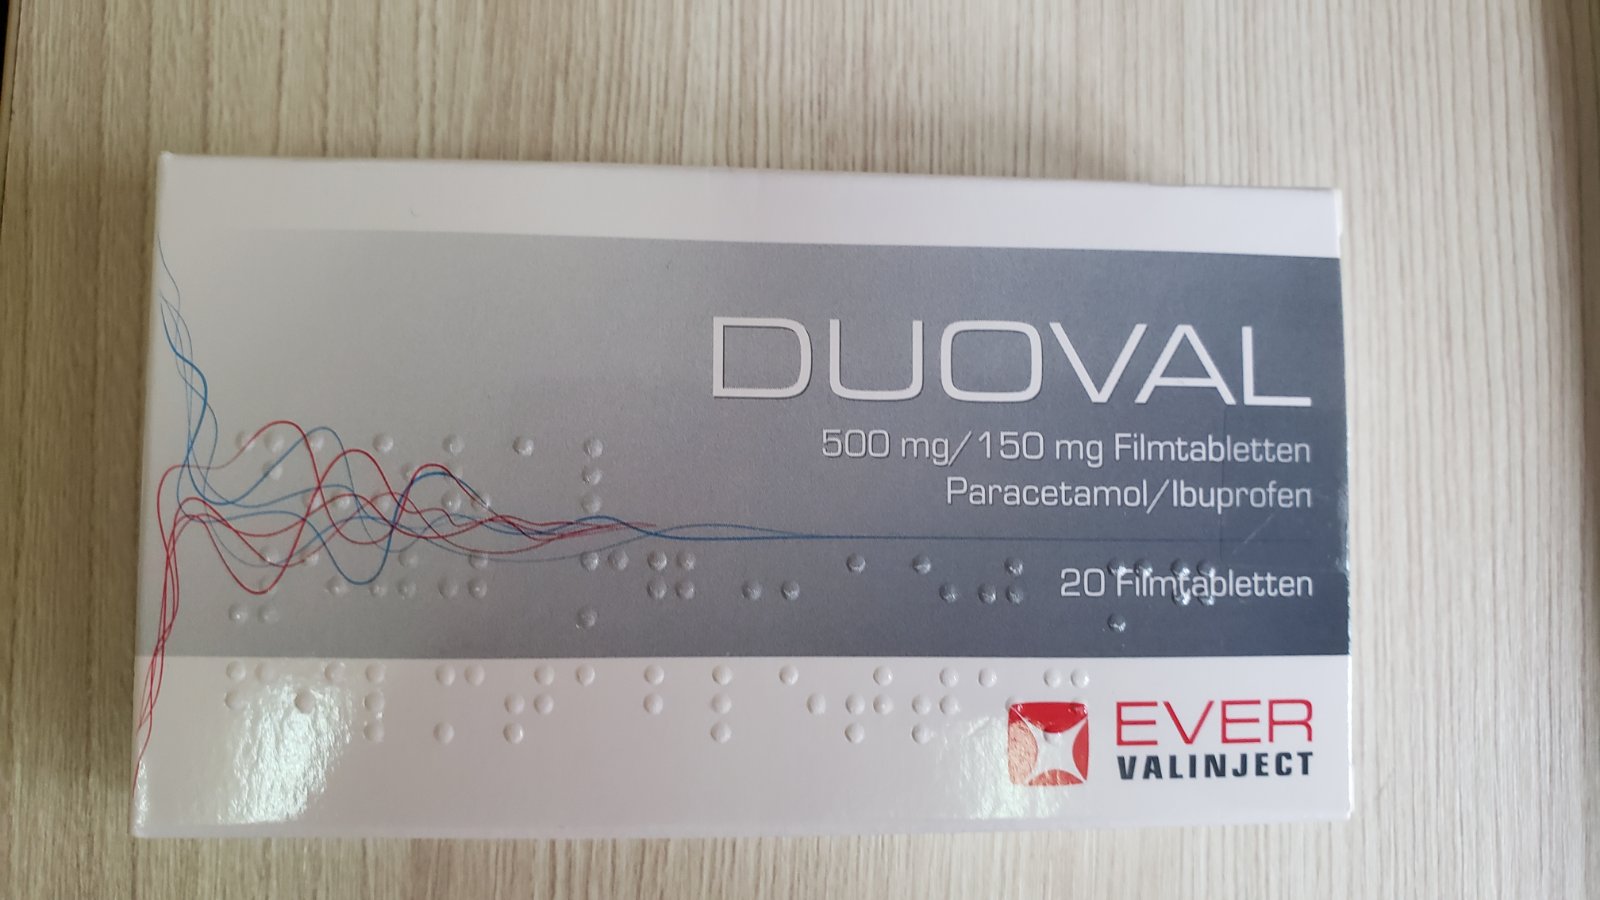 DUOVAL
500 mg/150 mg Filmtabletten
Paracetamol/Ibuprofen
20 Filmtabletten
EVER
VALINJECT